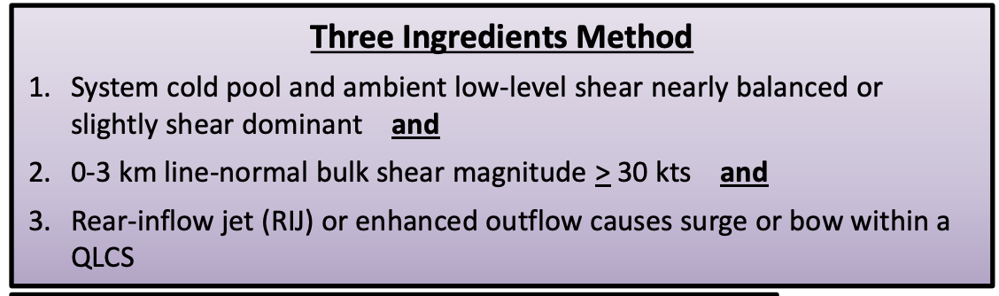 Three Ingredients Method
1. System cold pool and ambient low-level shear nearly balanced or
slightly shear dominant and
2. 0-3 km line-normal bulk shear magnitude ≥ 30 kts and
3. Rear-inflow jet (RIJ) or enhanced outflow causes surge or bow within a
QLCS